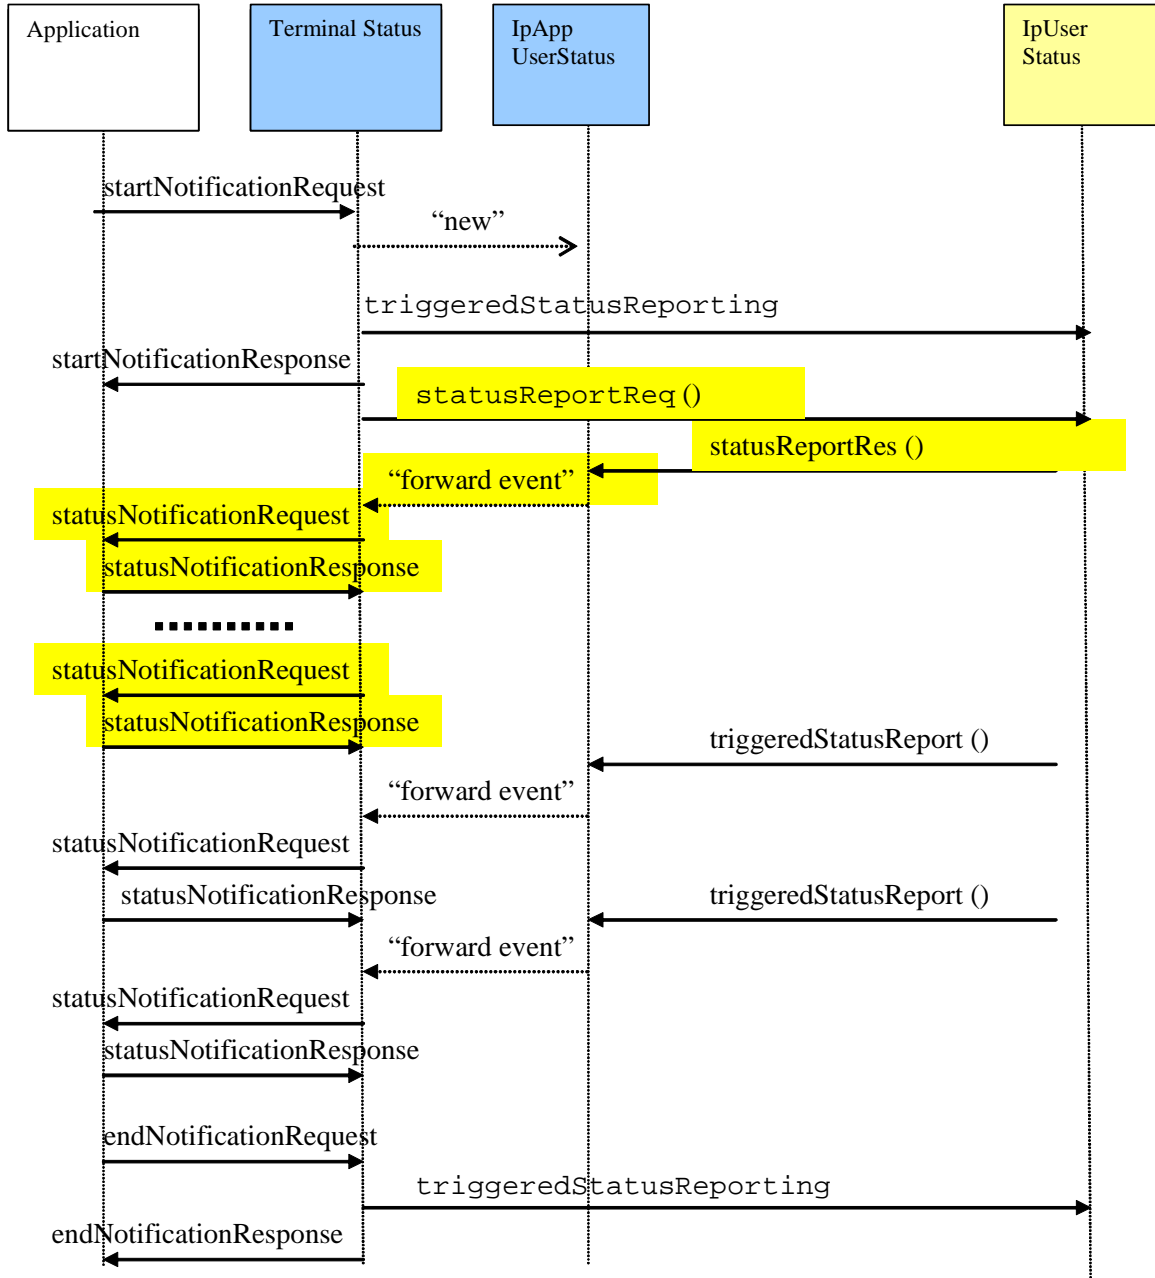 Application
Terminal Status
IpApp
UserStatus
IpUser
Status
startNotificationRequest
“new”
triggeredStatusReporting
startNotificationResponse
statusReportReq ()
statusReportRes ()
“forward event”
statusNotificationRequest
statusNotificationResponse
statusNotificationRequest
statusNotificationResponse
triggeredStatusReport ()
“forward event”
statusNotificationRequest
statusNotificationResponse
triggeredStatusReport ()
“forward event”
statusNotificationRequest
statusNotificationResponse
endNotificationRequest
triggeredStatusReporting
endNotificationResponse